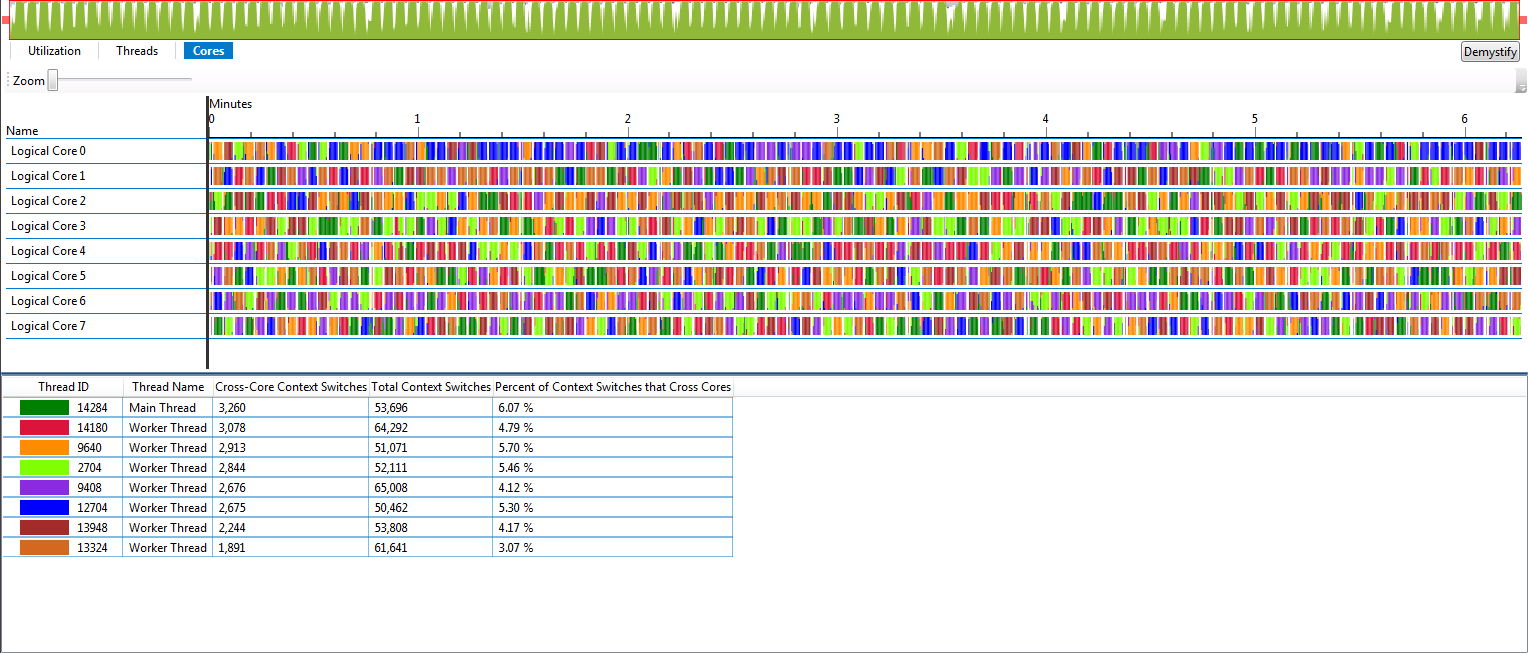 Utilization Threads Cores Demystify
Zoom
Minutes
0 1 2 3 4 5 6
Name
Logical Core 0
Logical Core 1
Logical Core 2
Logical Core 3
Logical Core 4
Logical Core 5
Logical Core 6
Logical Core 7
Thread ID Thread Name Cross-Core Context Switches Total Context Switches Percent of Context Switches that Cross Cores
14284 Main Thread 3,260 53,696 6.07 %
14180 Worker Thread 3,078 64,292 4.79 %
9640 Worker Thread 2,913 51,071 5.70 %
2704 Worker Thread 2,844 52,111 5.46 %
9408 Worker Thread 2,676 65,008 4.12 %
12704 Worker Thread 2,675 50,462 5.30 %
13948 Worker Thread 2,244 53,808 4.17 %
13324 Worker Thread 1,891 61,641 3.07 %